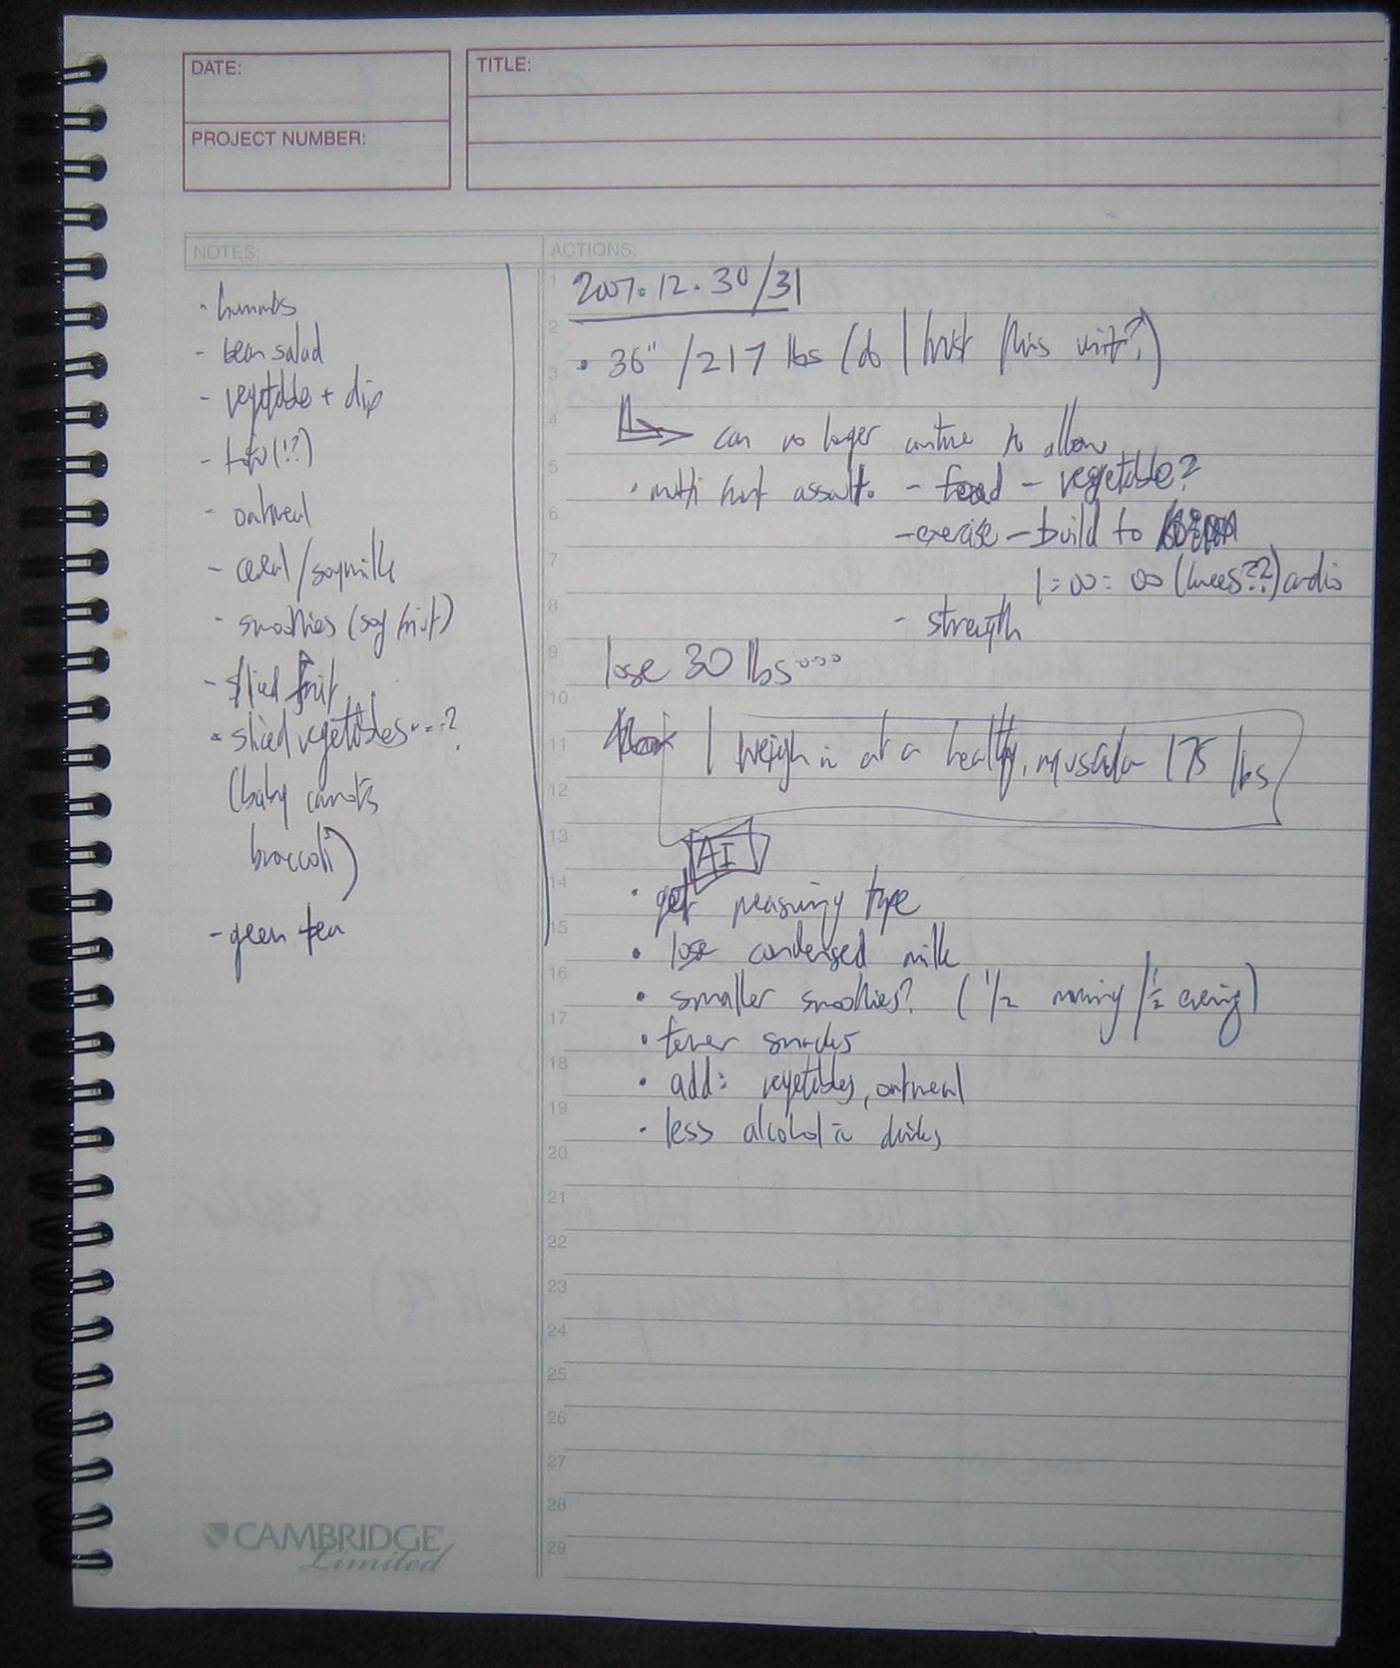 DATE:
TITLE:
PROJECT NUMBER:
NOTES:
- hummus
- bean salad
- vegetable + dip
- tofu (!?)
- oatmeal
- cereal/soymilk
- smoothies (soy/fruit)
- sliced fruit
- sliced vegetables ---?
(baby carrots
broccoli)
- green tea
ACTIONS:
2007.12.30/31
• 36" /217 lbs (do I trust this unit?)
can no longer continue to allow
• multi front assault. - food - vegetable?
- exercise - build to
1:00 = 00 (knees??) cardio
- strength
lose 30 lbs...
I weigh in at a healthy, muscular 175 lbs
AI
• get measuring tape
• lose condensed milk
• smaller smoothies? (1/2 morning / 1/2 evening)
• fewer snacks
• add: vegetables, oatmeal
• less alcoholic drinks
1
2
3
4
5
6
7
8
9
10
11
12
13
14
15
16
17
18
19
20
21
22
23
24
25
26
27
28
29
CAMBRIDGE
Limited